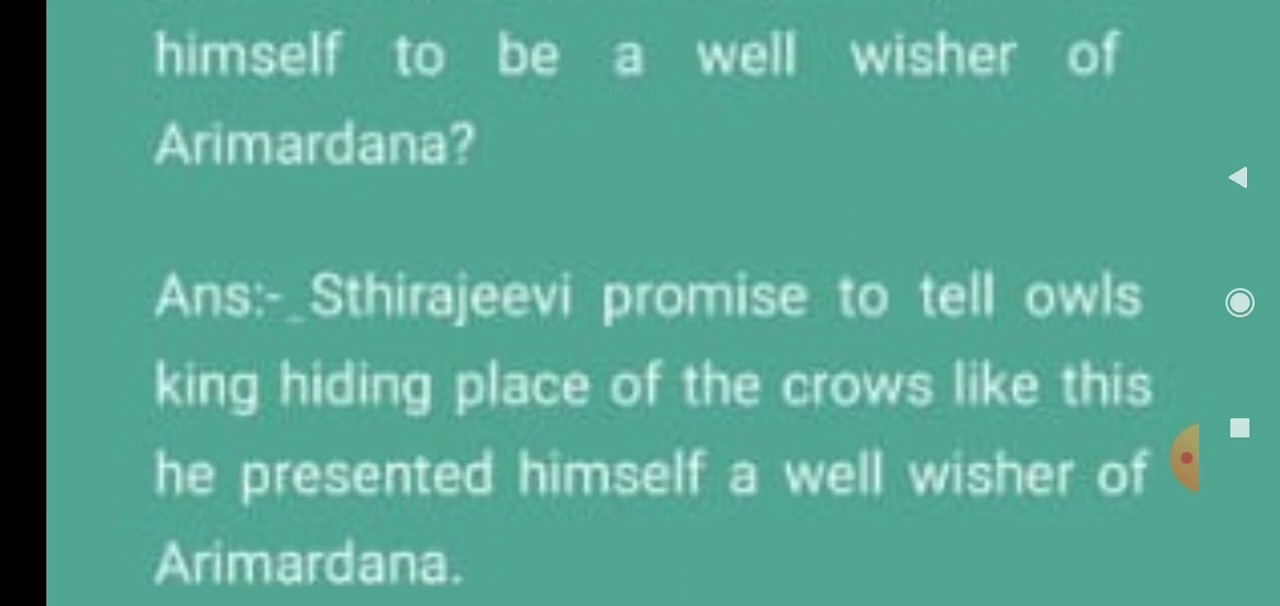 himself to be a well wisher of
Arimardana?
Ans:-_Sthirajeevi promise to tell owls
king hiding place of the crows like this
he presented himself a well wisher of
Arimardana.